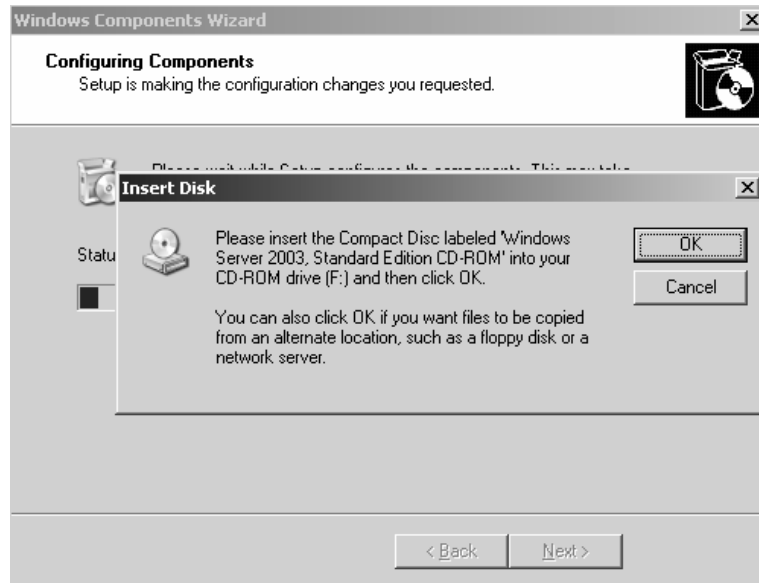 Windows Components Wizard
Configuring Components
Setup is making the configuration changes you requested.
Insert Disk
Statu
Please insert the Compact Disc labeled 'Windows
Server 2003, Standard Edition CD-ROM' into your
CD-ROM drive (F:) and then click OK.
You can also click OK if you want files to be copied
from an alternate location, such as a floppy disk or a
network server.
OK
Cancel
< Back
Next >